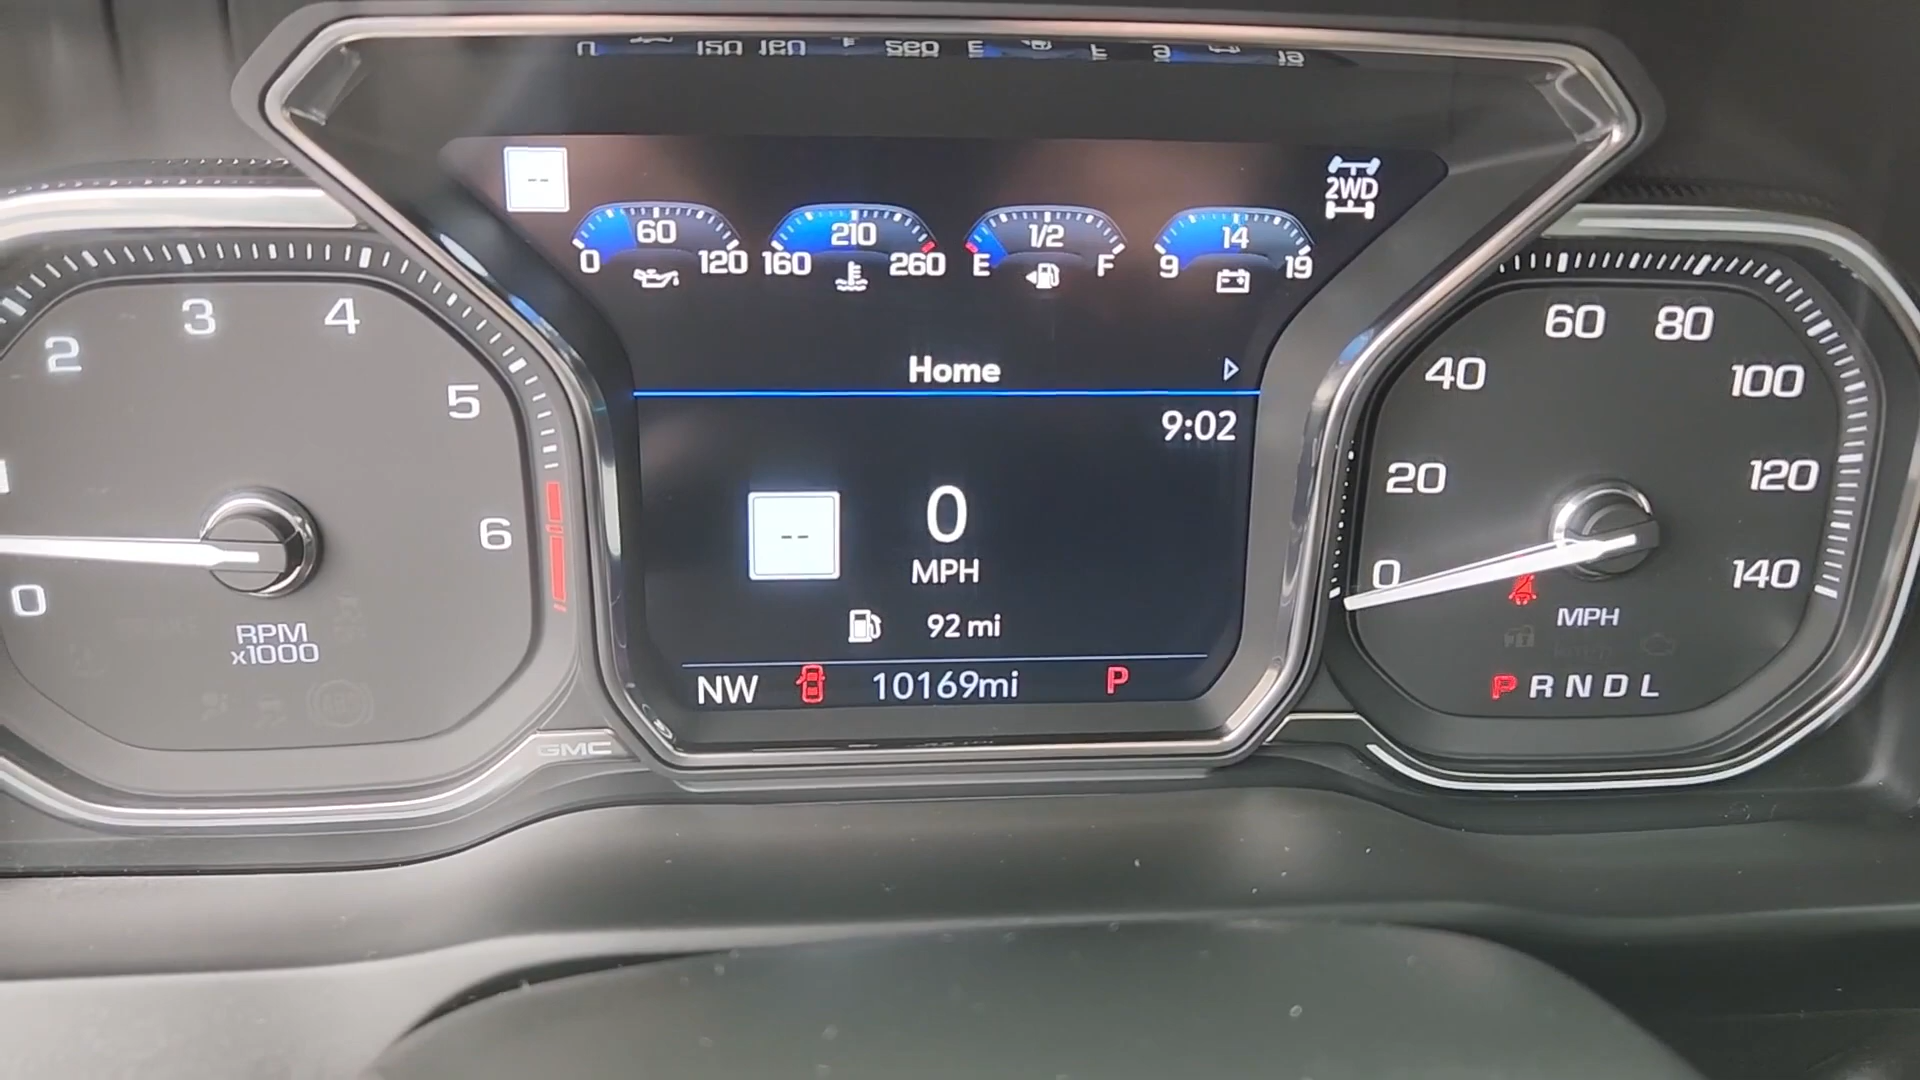 --
2WD
0 60 120
160 210 260
E 1/2 F
9 14 19
Home
9:02
--
0
MPH
92 mi
NW 10169mi P
0 1 2 3 4 5 6
RPM
x1000
GMC
0 20 40 60 80 100 120 140
MPH
P R N D L